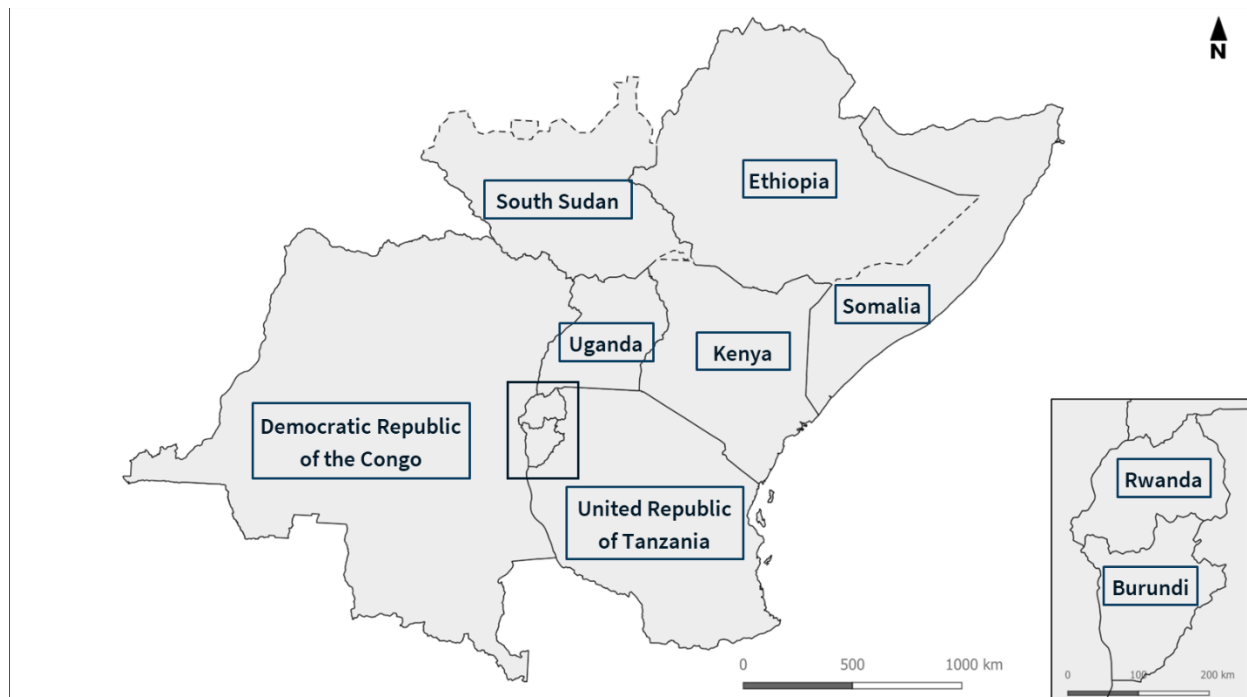 N
Ethiopia
South Sudan
Somalia
Uganda
Kenya
Democratic Republic
of the Congo
United Republic
of Tanzania
Rwanda
Burundi
0 500 1000 km
0 100 200 km